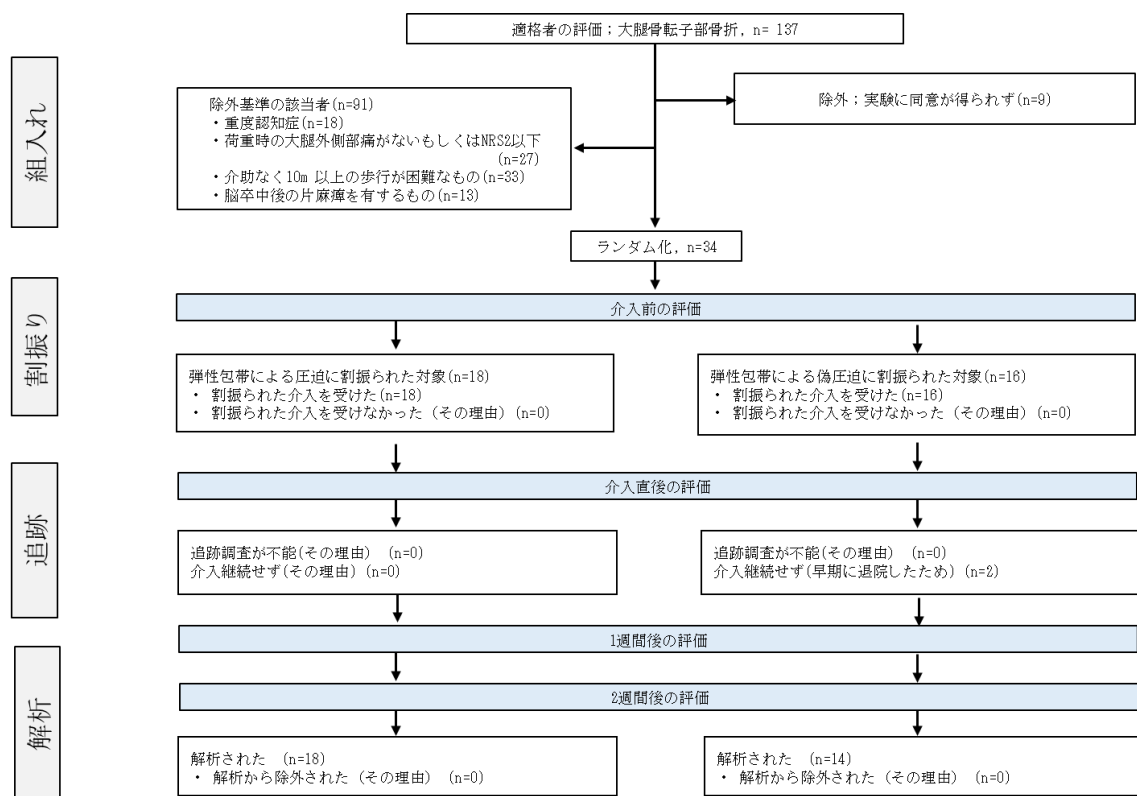 適格者の評価；大腿骨転子部骨折, n= 137
組入れ
除外基準の該当者(n=91)
・重度認知症(n=18)
・荷重時の大腿外側部痛がないもしくはNRS2以下
(n=27)
・介助なく10m 以上の歩行が困難なもの(n=33)
・脳卒中後の片麻痺を有するもの(n=13)
除外；実験に同意が得られず(n=9)
ランダム化, n=34
割振り
介入前の評価
弾性包帯による圧迫に割振られた対象(n=18)
・ 割振られた介入を受けた(n=18)
・ 割振られた介入を受けなかった（その理由）(n=0)
弾性包帯による偽圧迫に割振られた対象(n=16)
・ 割振られた介入を受けた(n=16)
・ 割振られた介入を受けなかった（その理由）(n=0)
追跡
介入直後の評価
追跡調査が不能(その理由） (n=0)
介入継続せず(その理由）(n=0)
追跡調査が不能(その理由） (n=0)
介入継続せず(早期に退院したため）(n=2)
1週間後の評価
解析
2週間後の評価
解析された （n=18)
・ 解析から除外された（その理由）(n=0)
解析された （n=14)
・ 解析から除外された（その理由）(n=0)